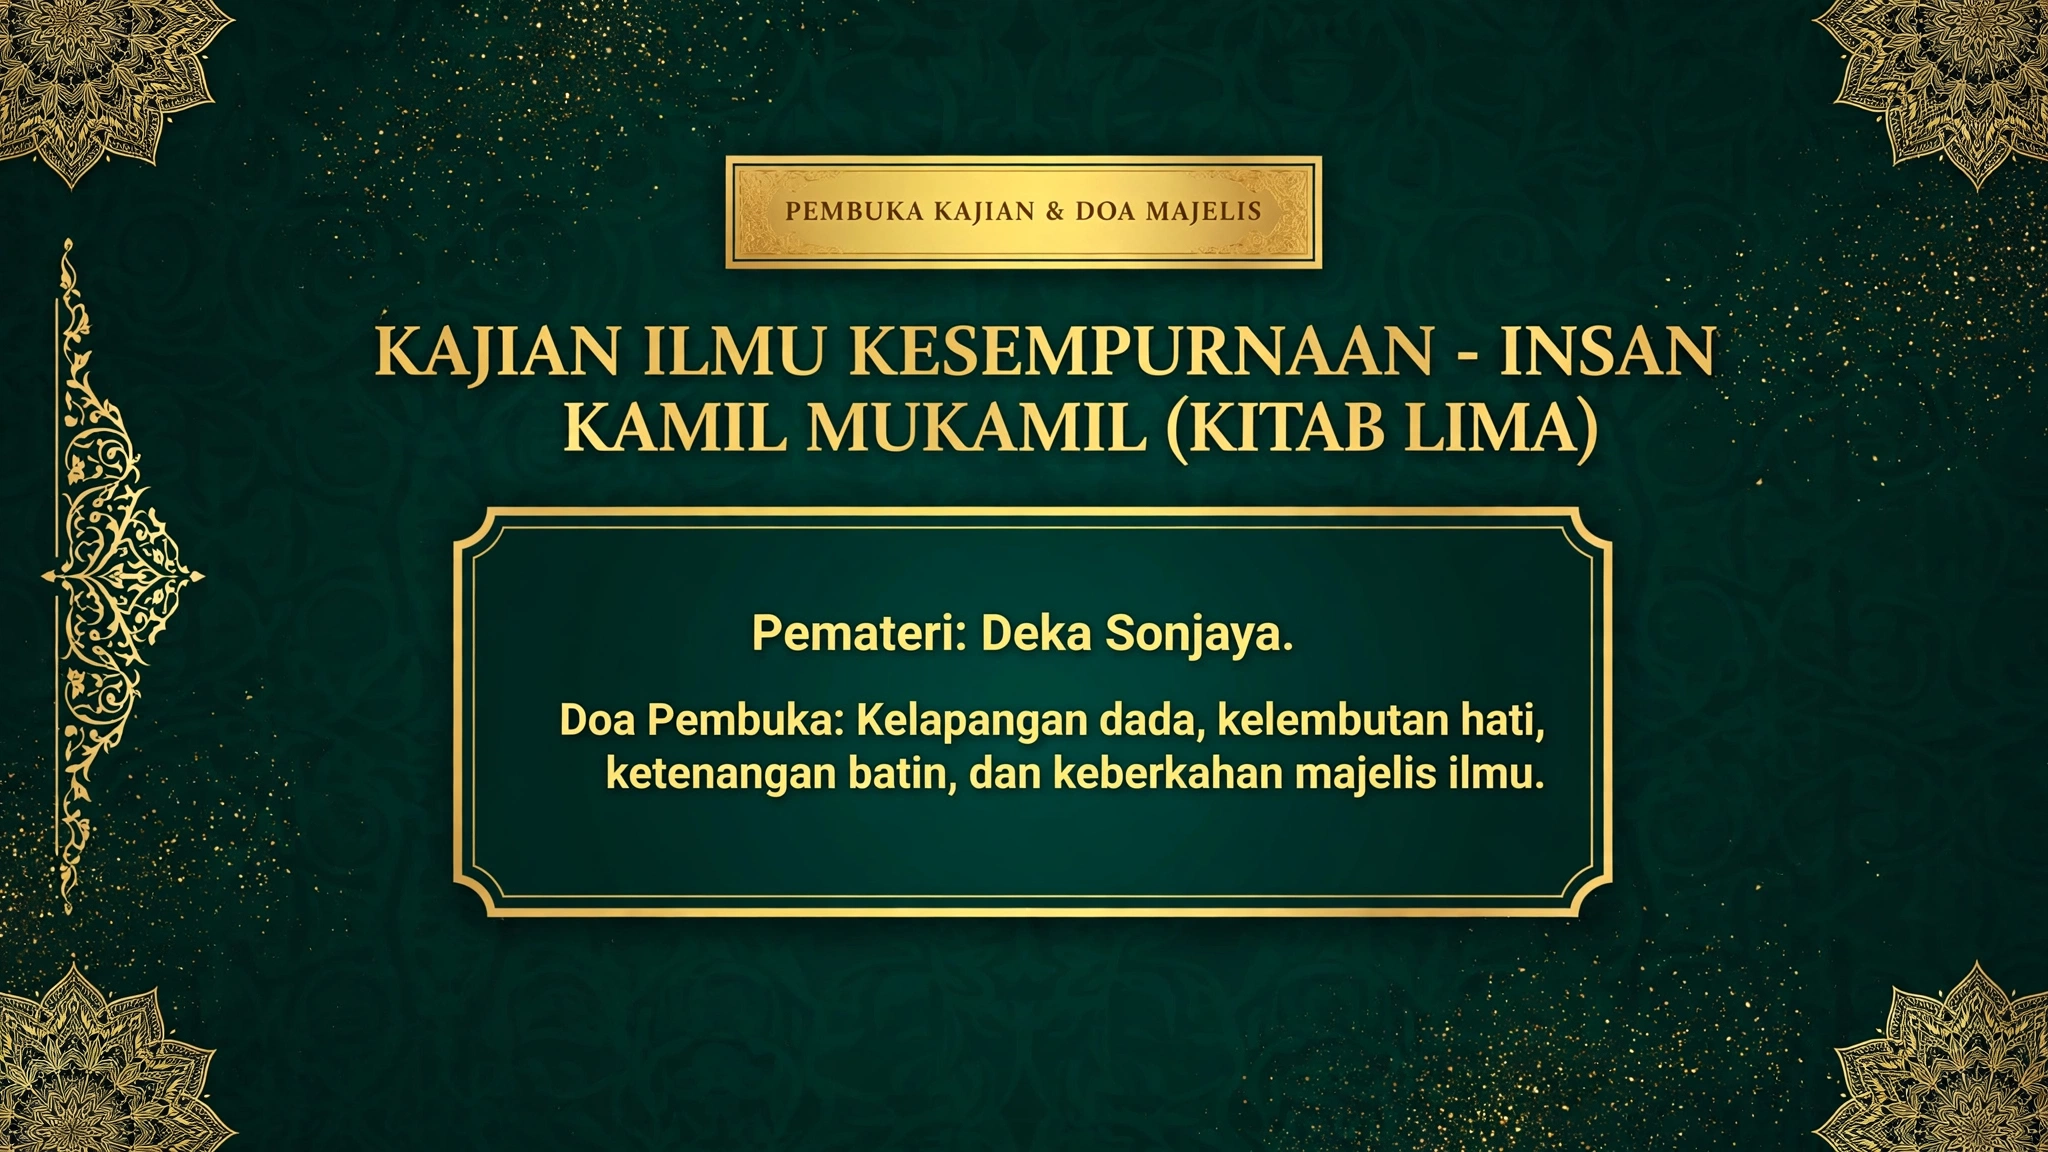 PEMBUKA KAJIAN & DOA MAJELIS
KAJIAN ILMU KESEMPURNAAN - INSAN
KAMIL MUKAMIL (KITAB LIMA)
Pemateri: Deka Sonjaya.
Doa Pembuka: Kelapangan dada, kelembutan hati,
ketenangan batin, dan keberkahan majelis ilmu.